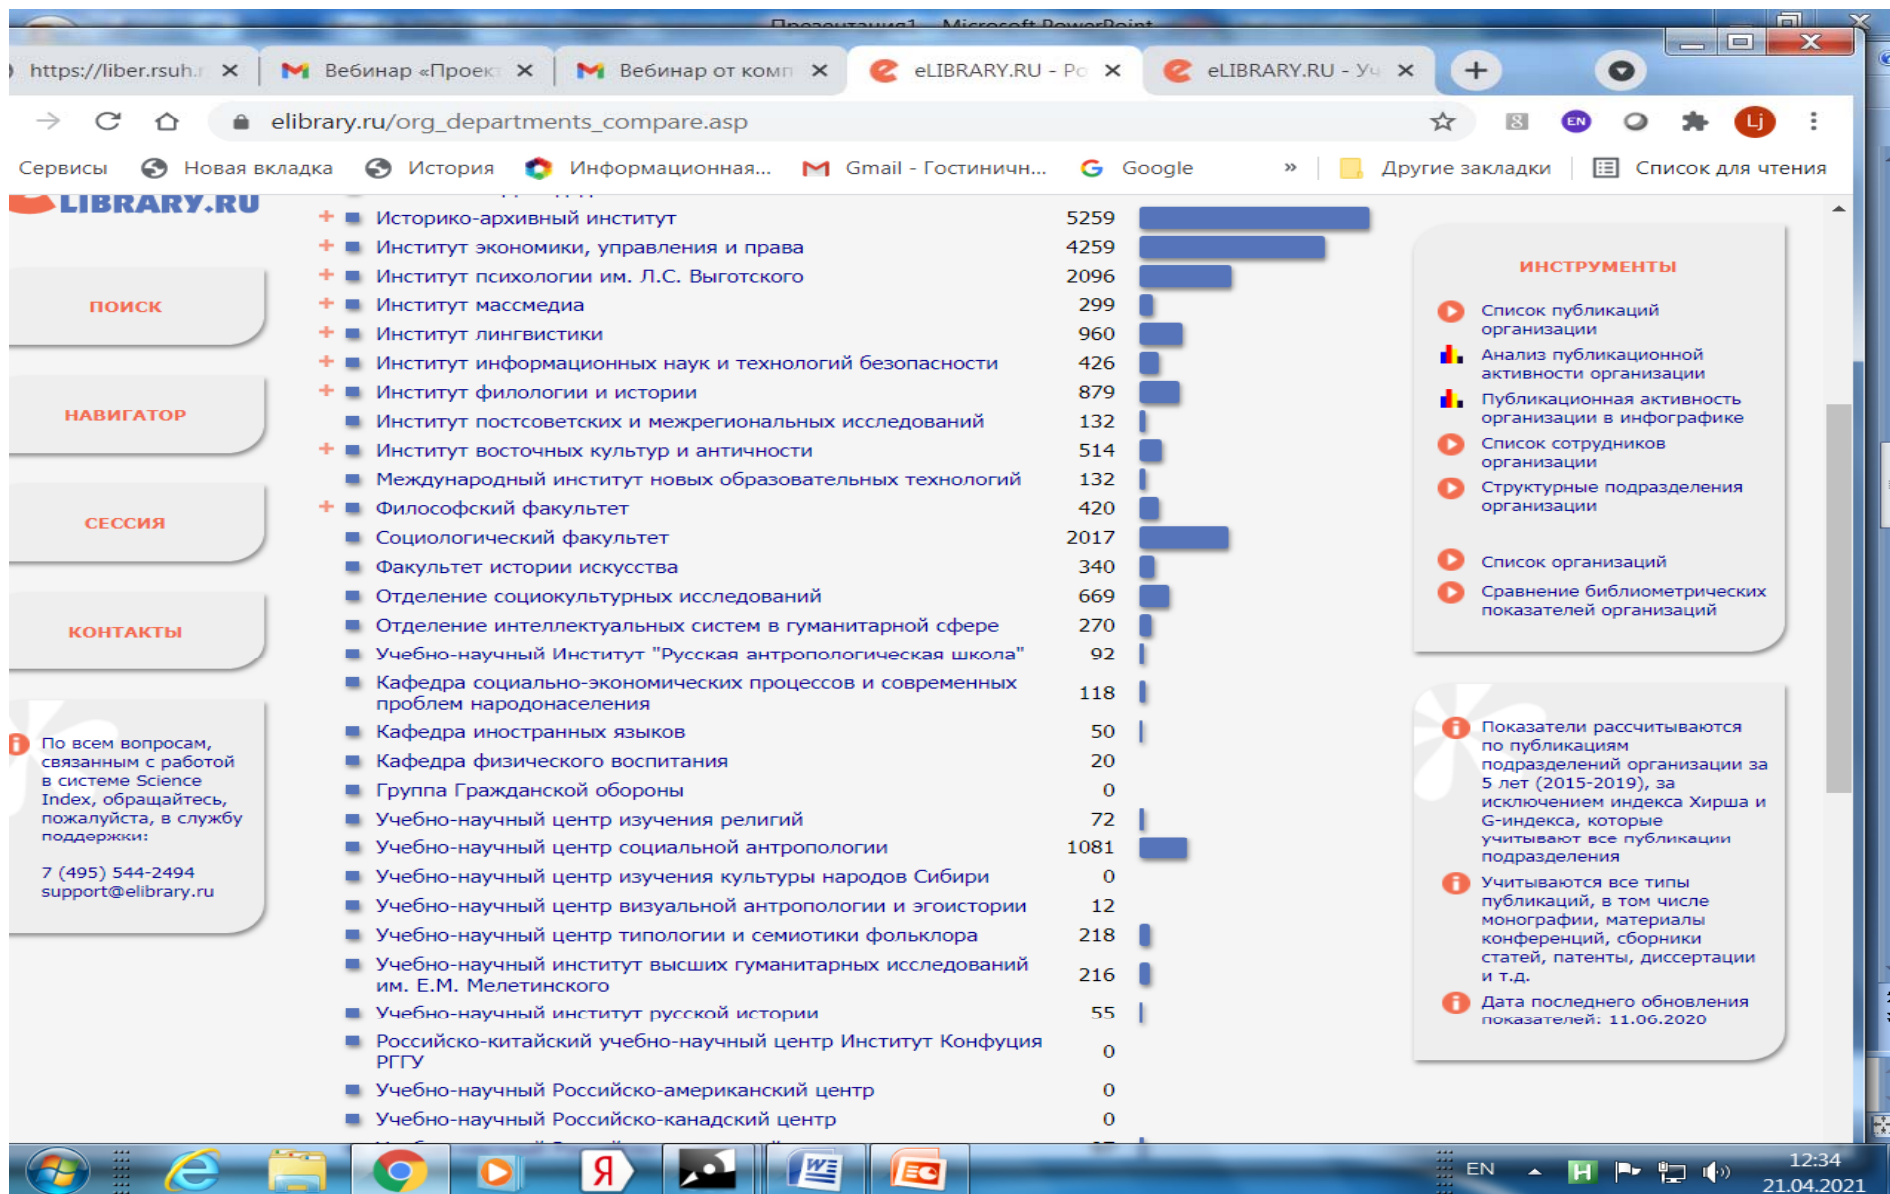 Презентация1 - Microsoft PowerPoint
https://liber.rsuh.r
Вебинар «Проек
Вебинар от комп
eLIBRARY.RU - Ро
eLIBRARY.RU - Уч
elibrary.ru/org_departments_compare.asp
EN
Lj
Сервисы
Новая вкладка
История
Информационная...
Gmail - Гостиничн...
Google
»
Другие закладки
Список для чтения
LIBRARY.RU
ПОИСК
НАВИГАТОР
СЕССИЯ
КОНТАКТЫ
По всем вопросам,
связанным с работой
в системе Science
Index, обращайтесь,
пожалуйста, в службу
поддержки:
7 (495) 544-2494
support@elibrary.ru
Историко-архивный институт 5259
Институт экономики, управления и права 4259
Институт психологии им. Л.С. Выготского 2096
Институт массмедиа 299
Институт лингвистики 960
Институт информационных наук и технологий безопасности 426
Институт филологии и истории 879
Институт постсоветских и межрегиональных исследований 132
Институт восточных культур и античности 514
Международный институт новых образовательных технологий 132
Философский факультет 420
Социологический факультет 2017
Факультет истории искусства 340
Отделение социокультурных исследований 669
Отделение интеллектуальных систем в гуманитарной сфере 270
Учебно-научный Институт "Русская антропологическая школа" 92
Кафедра социально-экономических процессов и современных
проблем народонаселения 118
Кафедра иностранных языков 50
Кафедра физического воспитания 20
Группа Гражданской обороны 0
Учебно-научный центр изучения религий 72
Учебно-научный центр социальной антропологии 1081
Учебно-научный центр изучения культуры народов Сибири 0
Учебно-научный центр визуальной антропологии и эгоистории 12
Учебно-научный центр типологии и семиотики фольклора 218
Учебно-научный институт высших гуманитарных исследований
им. Е.М. Мелетинского 216
Учебно-научный институт русской истории 55
Российско-китайский учебно-научный центр Институт Конфуция
РГГУ 0
Учебно-научный Российско-американский центр 0
Учебно-научный Российско-канадский центр 0
ИНСТРУМЕНТЫ
Список публикаций
организации
Анализ публикационной
активности организации
Публикационная активность
организации в инфографике
Список сотрудников
организации
Структурные подразделения
организации
Список организаций
Сравнение библиометрических
показателей организаций
Показатели рассчитываются
по публикациям
подразделений организации за
5 лет (2015-2019), за
исключением индекса Хирша и
G-индекса, которые
учитывают все публикации
подразделения
Учитываются все типы
публикаций, в том числе
монографии, материалы
конференций, сборники
статей, патенты, диссертации
и т.д.
Дата последнего обновления
показателей: 11.06.2020
EN
12:34
21.04.2021